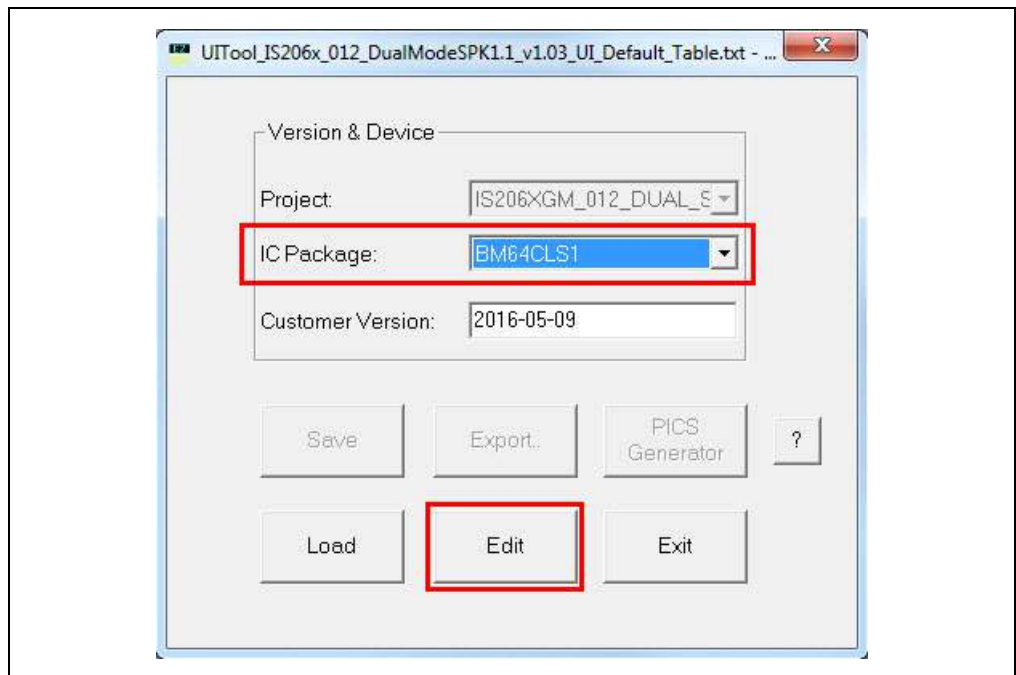 UITool_IS206x_012_DualModeSPK1.1_v1.03_UI_Default_Table.txt - ...
Version & Device
Project:
IS206XGM_012_DUAL_S
IC Package:
BM64CLS1
Customer Version:
2016-05-09
Save
Export..
PICS
Generator
?
Load
Edit
Exit